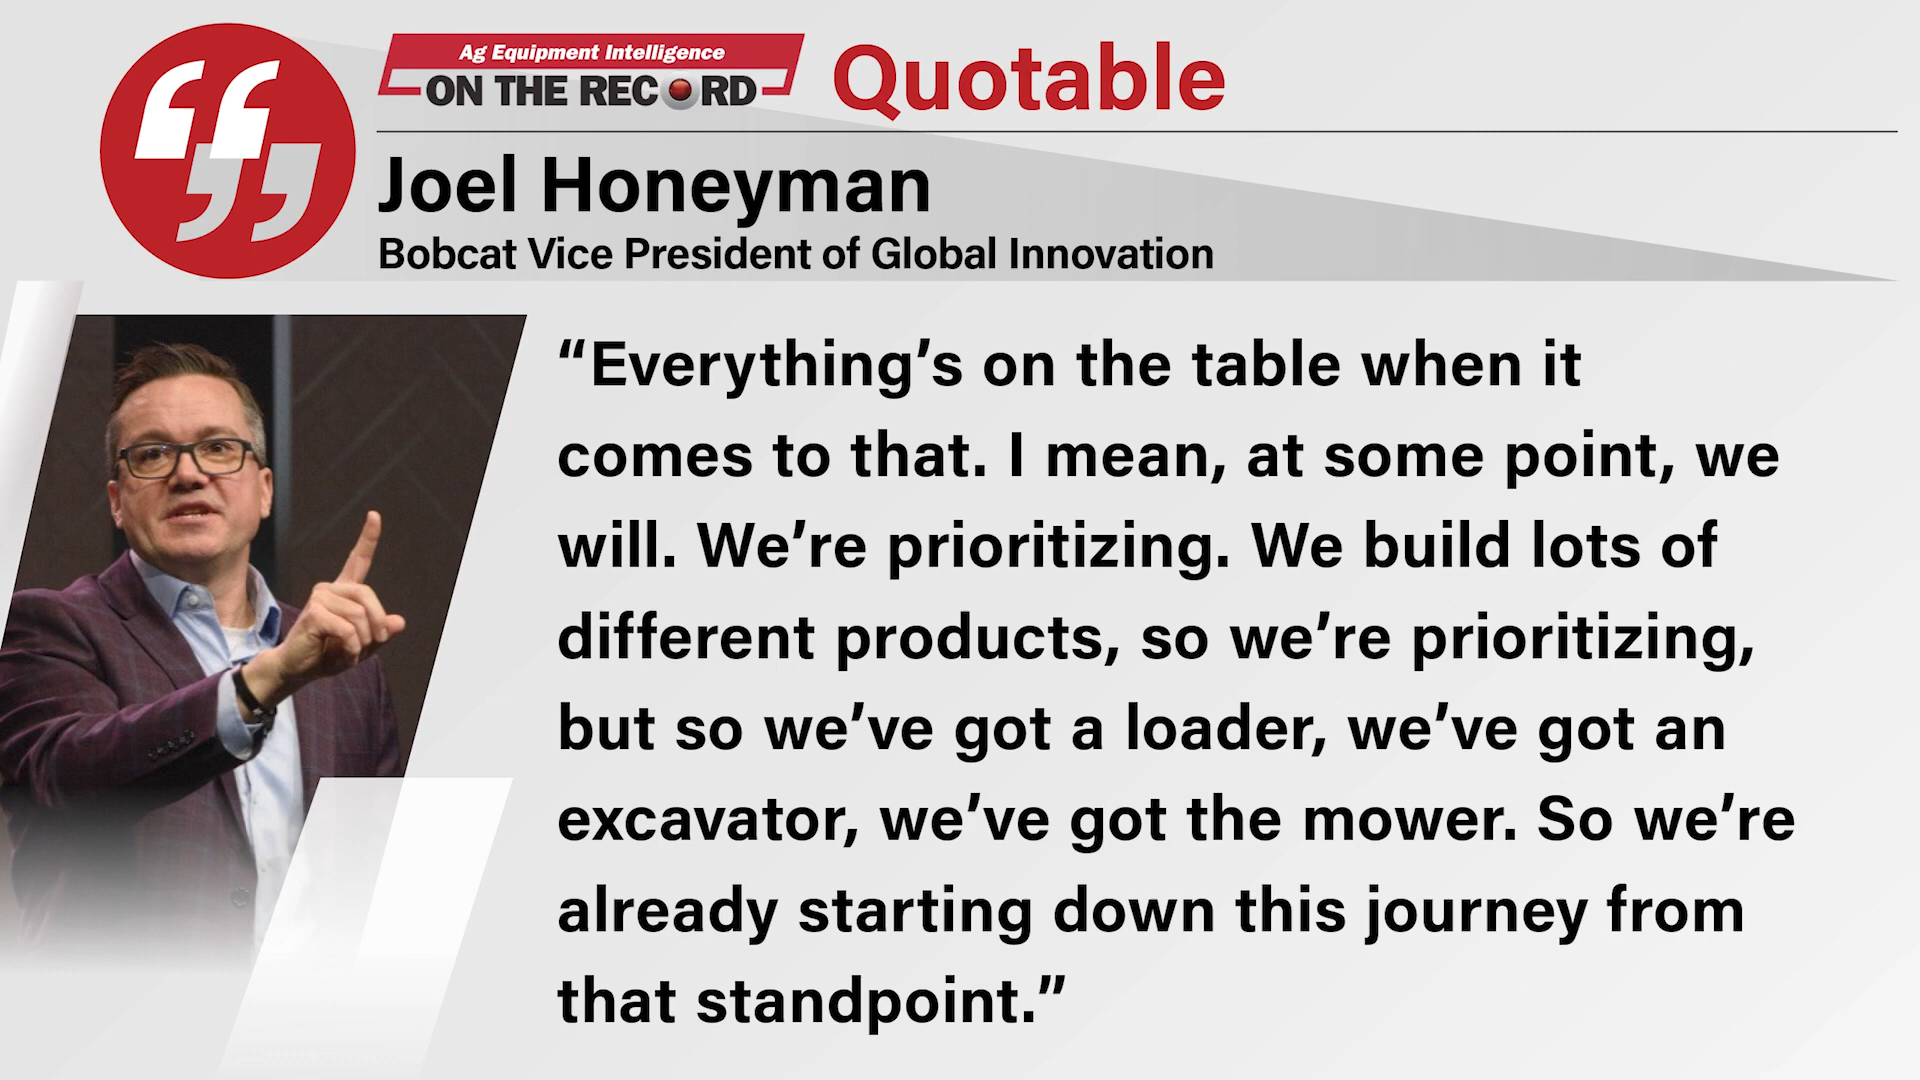 Ag Equipment Intelligence
ON THE RECORD
Quotable
Joel Honeyman
Bobcat Vice President of Global Innovation
“Everything’s on the table when it
comes to that. I mean, at some point, we
will. We’re prioritizing. We build lots of
different products, so we’re prioritizing,
but so we’ve got a loader, we’ve got an
excavator, we’ve got the mower. So we’re
already starting down this journey from
that standpoint.”